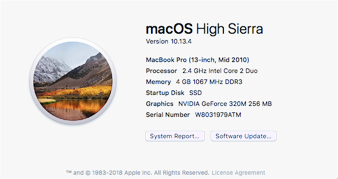 macOS High Sierra
Version 10.13.4
MacBook Pro (13-inch, Mid 2010)
Processor 2.4 GHz Intel Core 2 Duo
Memory 4 GB 1067 MHz DDR3
Startup Disk SSD
Graphics NVIDIA GeForce 320M 256 MB
Serial Number W8031979ATM
System Report...
Software Update...
™ and © 1983-2018 Apple Inc. All Rights Reserved. License Agreement